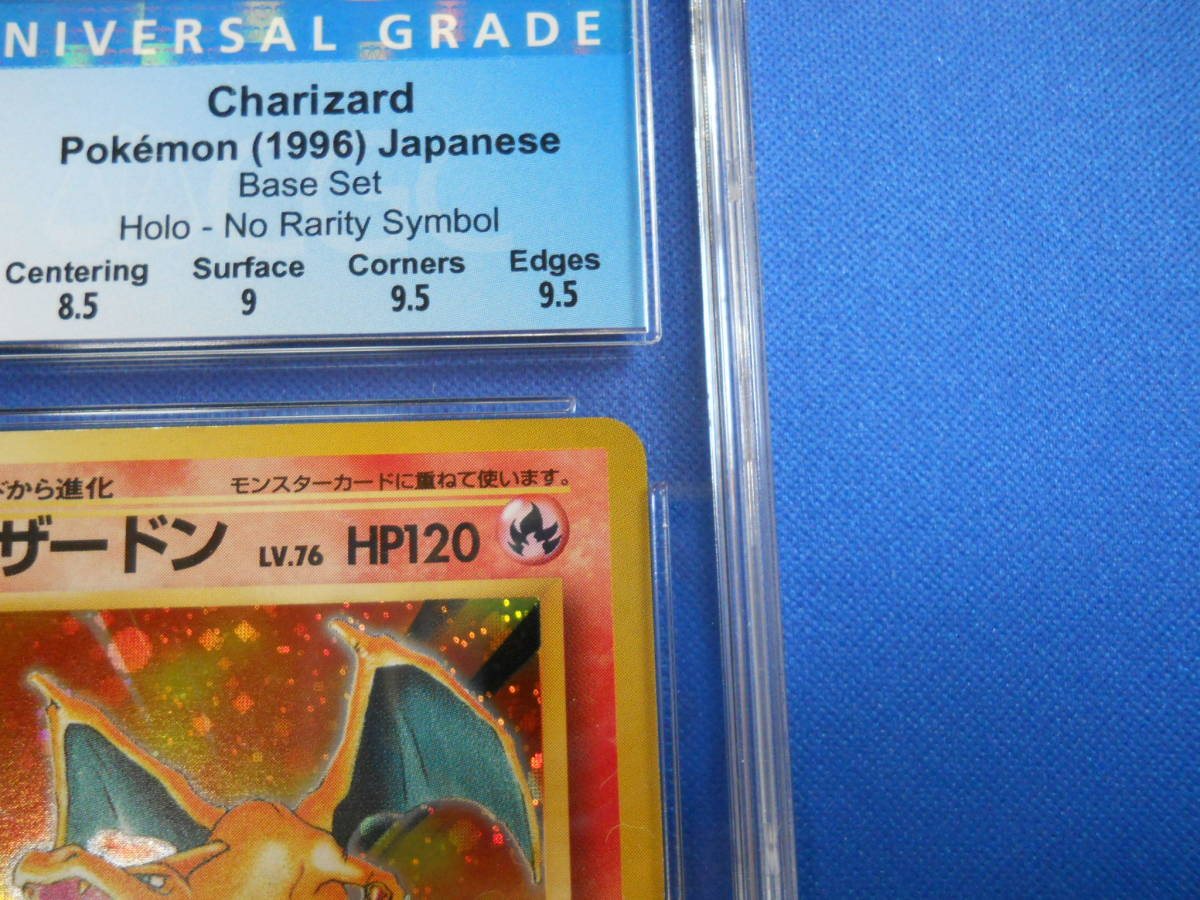 NIVERSAL GRADE
Charizard
Pokémon (1996) Japanese
Base Set
Holo - No Rarity Symbol
Centering Surface Corners Edges
8.5 9 9.5 9.5
ドから進化 モンスターカードに重ねて使います。
ザードン LV.76 HP120